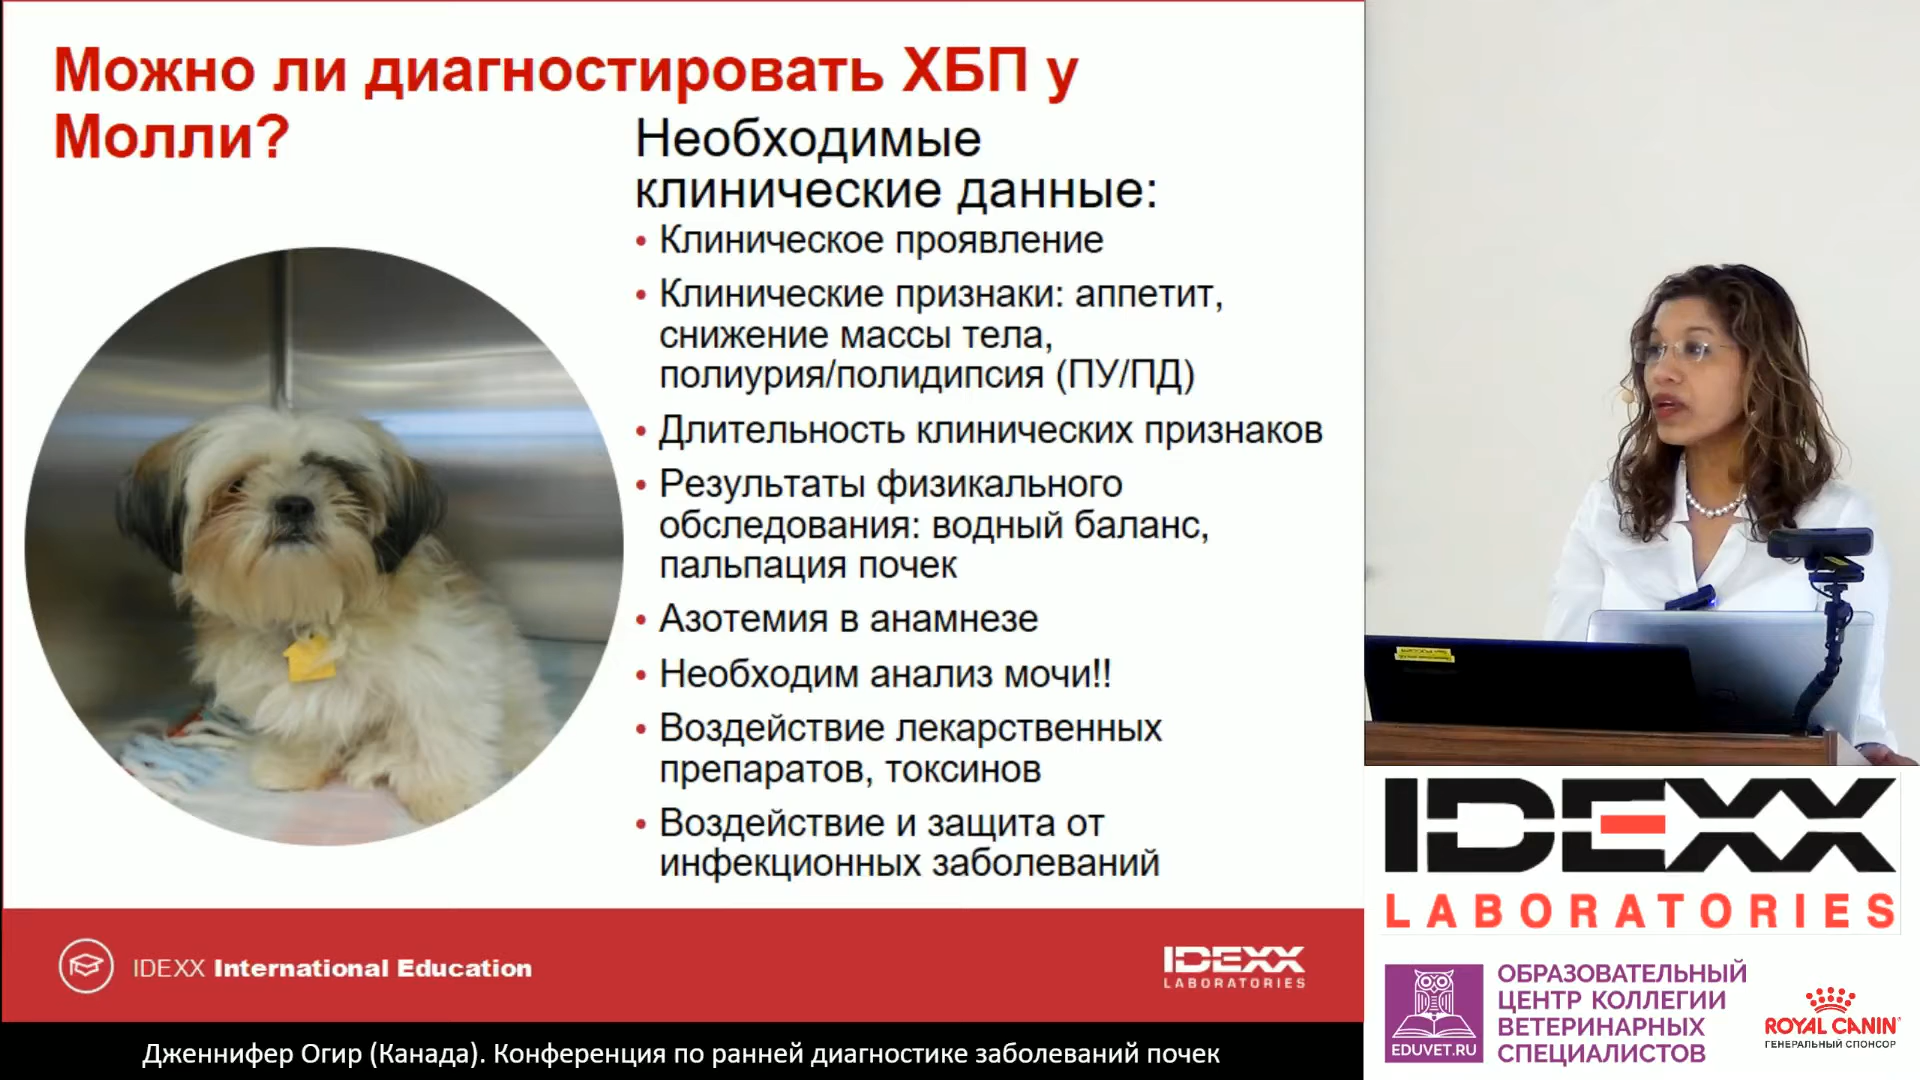 Можно ли диагностировать ХБП у
Молли?
Необходимые
клинические данные:
• Клиническое проявление
• Клинические признаки: аппетит,
снижение массы тела,
полиурия/полидипсия (ПУ/ПД)
• Длительность клинических признаков
• Результаты физикального
обследования: водный баланс,
пальпация почек
• Азотемия в анамнезе
• Необходим анализ мочи!!
• Воздействие лекарственных
препаратов, токсинов
• Воздействие и защита от
инфекционных заболеваний
IDEXX International Education
IDEXX
LABORATORIES
Дженнифер Огир (Канада). Конференция по ранней диагностике заболеваний почек
IDEXX
LABORATORIES
EDUVET.RU
ОБРАЗОВАТЕЛЬНЫЙ
ЦЕНТР КОЛЛЕГИИ
ВЕТЕРИНАРНЫХ
СПЕЦИАЛИСТОВ
ROYAL CANIN
ГЕНЕРАЛЬНЫЙ СПОНСОР